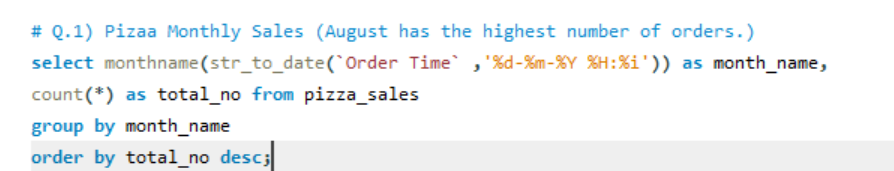 # Q.1) Pizaa Monthly Sales (August has the highest number of orders.)
select monthname(str_to_date(`Order Time` ,'%d-%m-%Y %H:%i')) as month_name,
count(*) as total_no from pizza_sales
group by month_name
order by total_no desc;